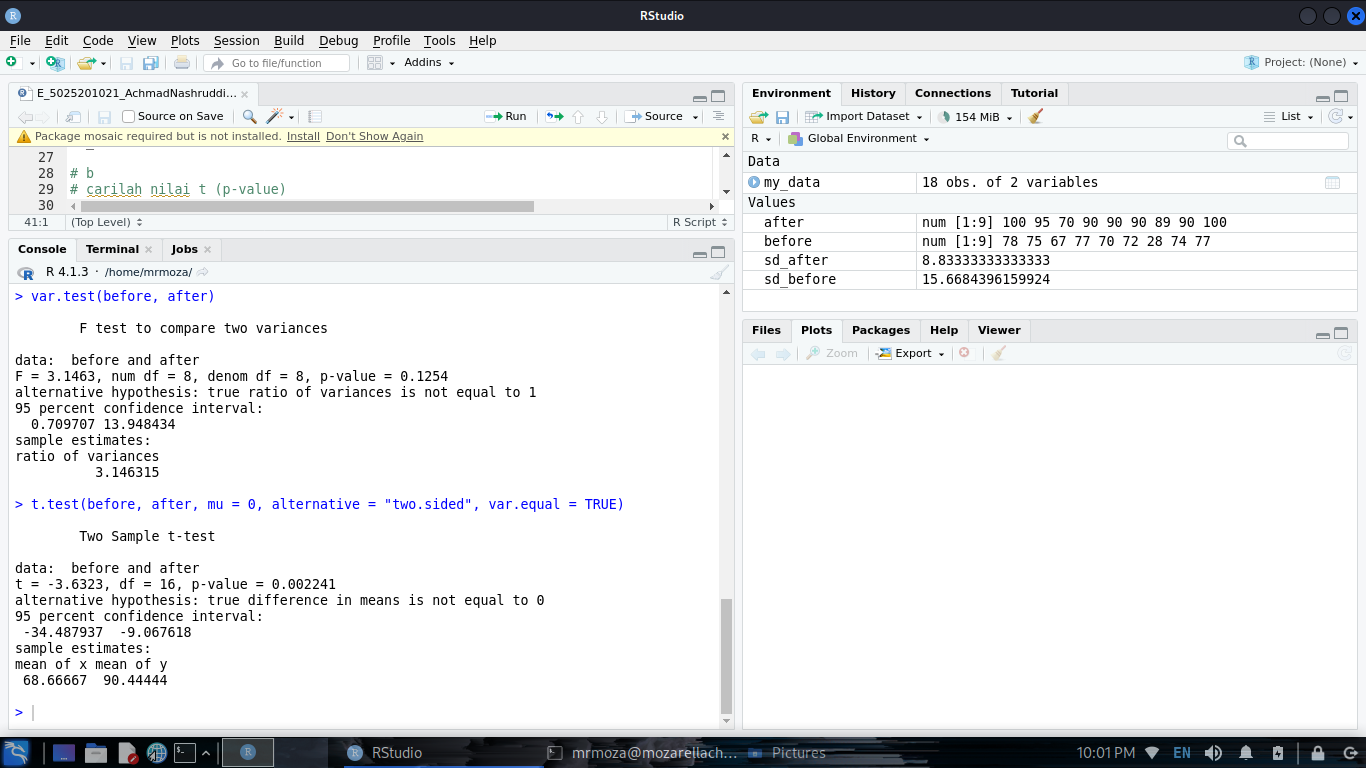 RStudio
File Edit Code View Plots Session Build Debug Profile Tools Help
Go to file/function Addins Project: (None)
E_5025201021_AchmadNashruddi...
Source on Save Run Source
Package mosaic required but is not installed. Install Don't Show Again
27
28 # b
29 # carilah nilai t (p-value)
30
41:1 (Top Level) R Script
Console Terminal Jobs
R 4.1.3 · /home/mrmoza/
> var.test(before, after)
F test to compare two variances
data: before and after
F = 3.1463, num df = 8, denom df = 8, p-value = 0.1254
alternative hypothesis: true ratio of variances is not equal to 1
95 percent confidence interval:
0.709707 13.948434
sample estimates:
ratio of variances
3.146315
> t.test(before, after, mu = 0, alternative = "two.sided", var.equal = TRUE)
Two Sample t-test
data: before and after
t = -3.6323, df = 16, p-value = 0.002241
alternative hypothesis: true difference in means is not equal to 0
95 percent confidence interval:
-34.487937 -9.067618
sample estimates:
mean of x mean of y
68.66667 90.44444
>
Environment History Connections Tutorial
Import Dataset 154 MiB List
R Global Environment
Data
my_data 18 obs. of 2 variables
Values
after num [1:9] 100 95 70 90 90 90 89 90 100
before num [1:9] 78 75 67 77 70 72 28 74 77
sd_after 8.83333333333333
sd_before 15.6684396159924
Files Plots Packages Help Viewer
Zoom Export
RStudio mrmoza@mozarellach... Pictures 10:01 PM EN